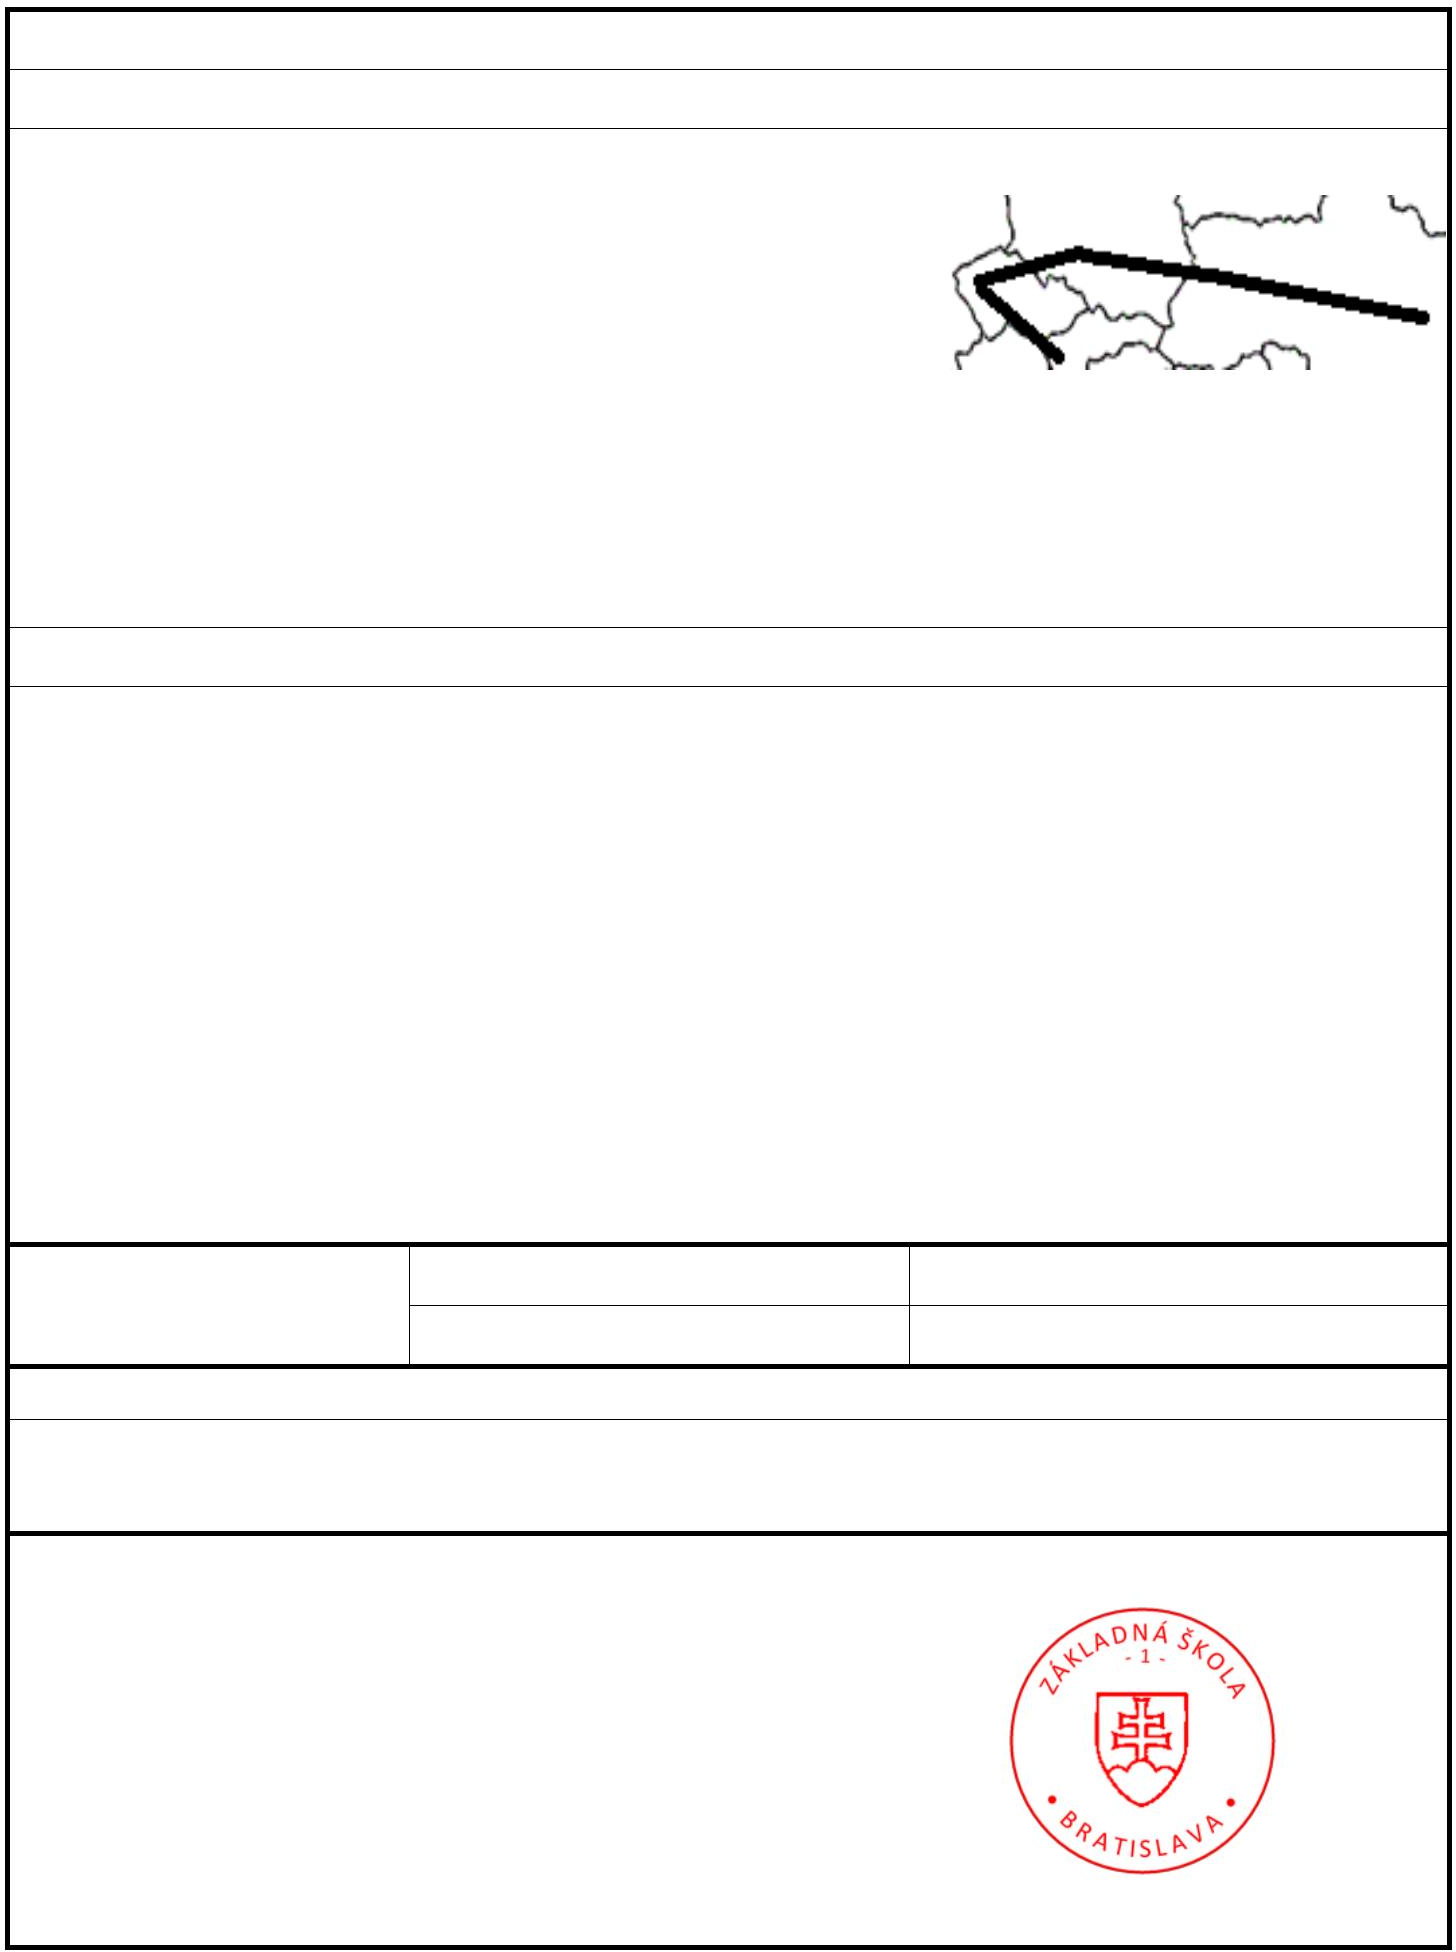 ZÁKLADNÁ ŠKOLA
- 1 -
• BRATISLAVA •